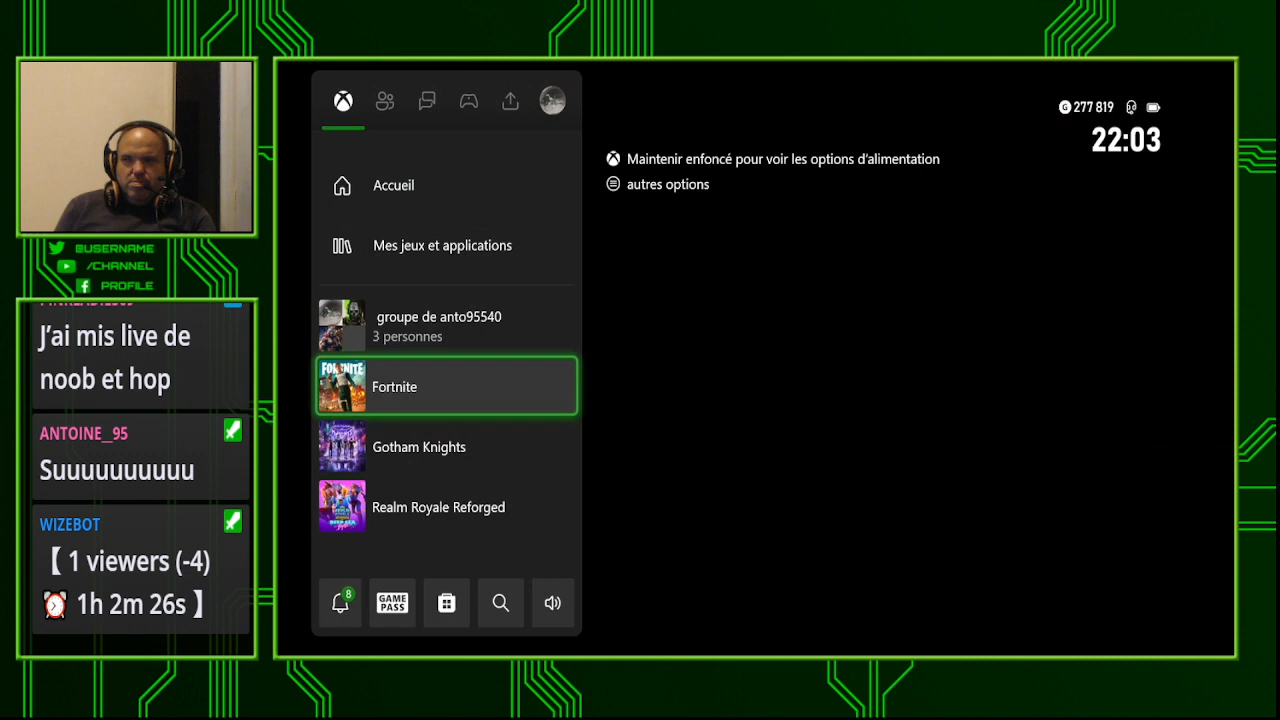 @USERNAME
/CHANNEL
PROFILE
J'ai mis live de
noob et hop
ANTOINE_95
Suuuuuuuuuu
WIZEBOT
【 1 viewers (-4)
⏰ 1h 2m 26s 】
Accueil
Mes jeux et applications
groupe de anto95540
3 personnes
FORTNITE
Fortnite
Gotham Knights
Realm Royale Reforged
8
GAME
PASS
G 277 819
22:03
Maintenir enfoncé pour voir les options d'alimentation
autres options